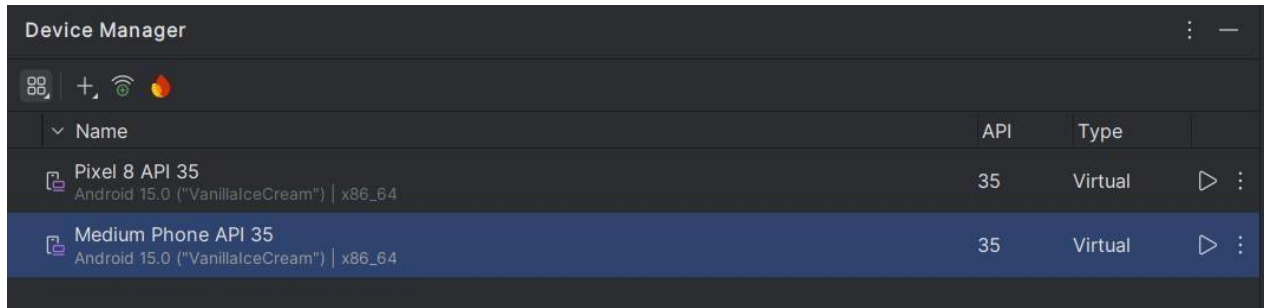 Device Manager
Name API Type
Pixel 8 API 35 35 Virtual
Android 15.0 ("VanillaIceCream") | x86_64
Medium Phone API 35 35 Virtual
Android 15.0 ("VanillaIceCream") | x86_64